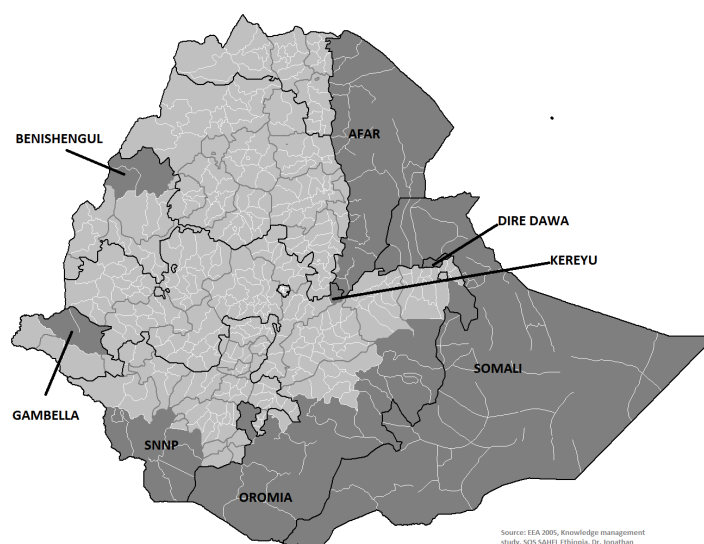 AFAR
BENISHENGUL
DIRE DAWA
KEREYU
SOMALI
GAMBELLA
SNNP
OROMIA
Source: EEA 2005, Knowledge management
study, SOS SAHEL Ethiopia, Dr. Jonathan